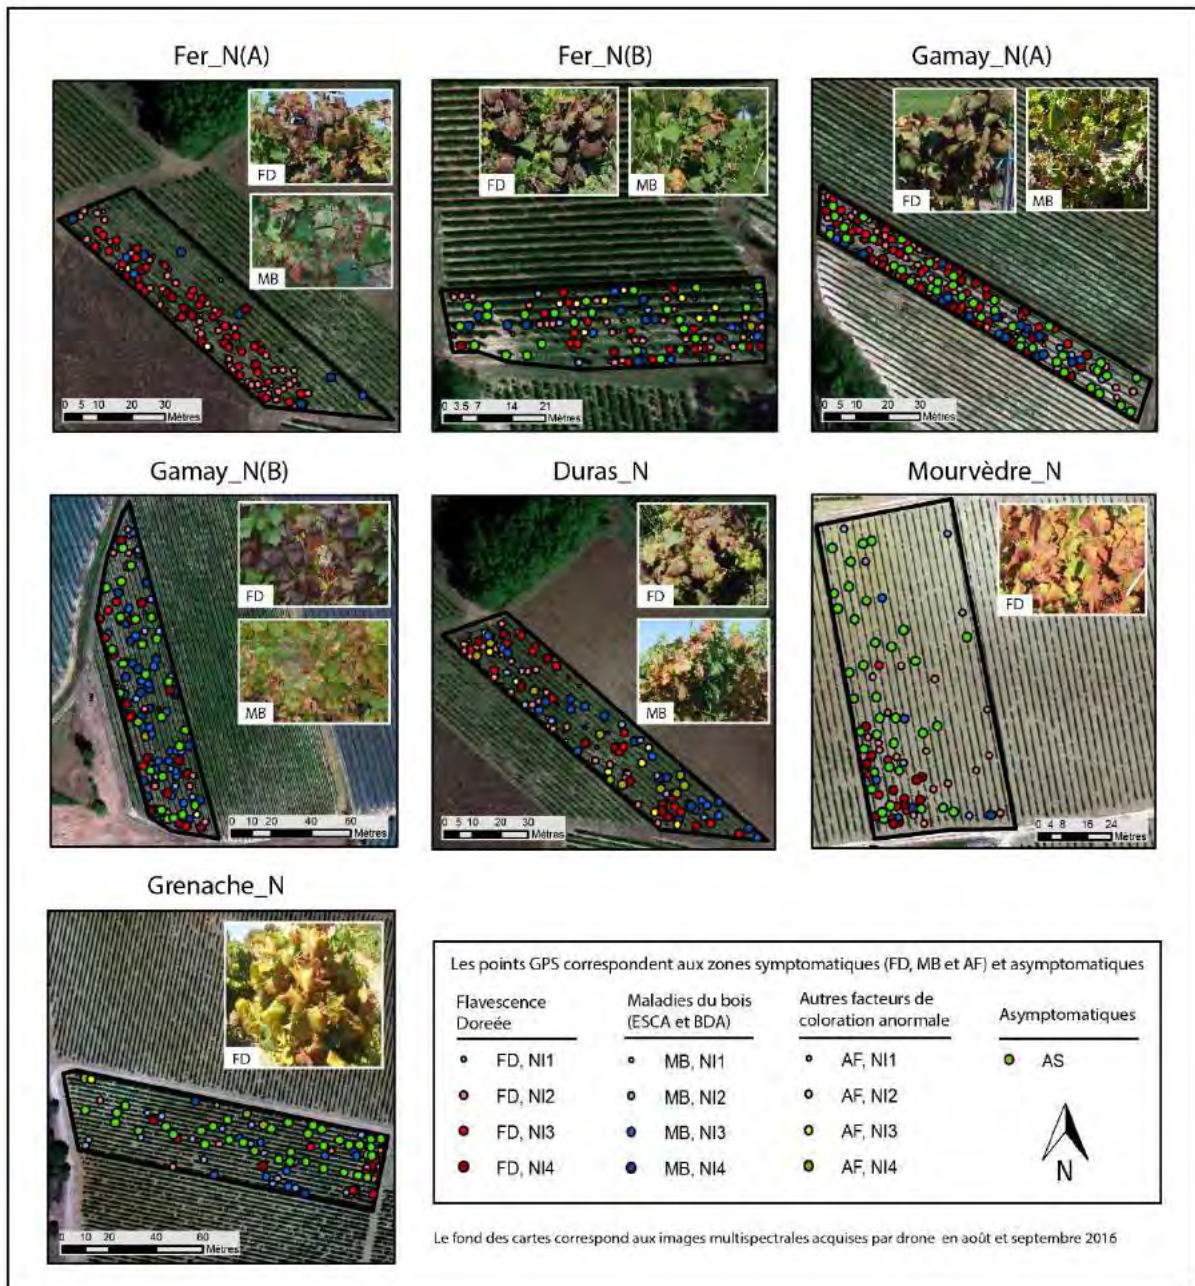 Fer_N(A)
Fer_N(B)
Gamay_N(A)
FD
MB
0 5 10 20 30
Mètres
FD
MB
0 3.5 7 14 21
Mètres
FD
MB
0 5 10 20 30
Mètres
Gamay_N(B)
Duras_N
Mourvèdre_N
FD
MB
0 10 20 40 60
Mètres
FD
MB
0 5 10 20 30
Mètres
FD
0 4 8 16 24
Mètres
Grenache_N
FD
0 10 20 40 60
Mètres
Les points GPS correspondent aux zones symptomatiques (FD, MB et AF) et asymptomatiques
Flavescence
Doreée
FD, NI1
FD, NI2
FD, NI3
FD, NI4
Maladies du bois
(ESCA et BDA)
MB, NI1
MB, NI2
MB, NI3
MB, NI4
Autres facteurs de
coloration anormale
AF, NI1
AF, NI2
AF, NI3
AF, NI4
Asymptomatiques
AS
N
Le fond des cartes correspond aux images multispectrales acquises par drone en août et septembre 2016